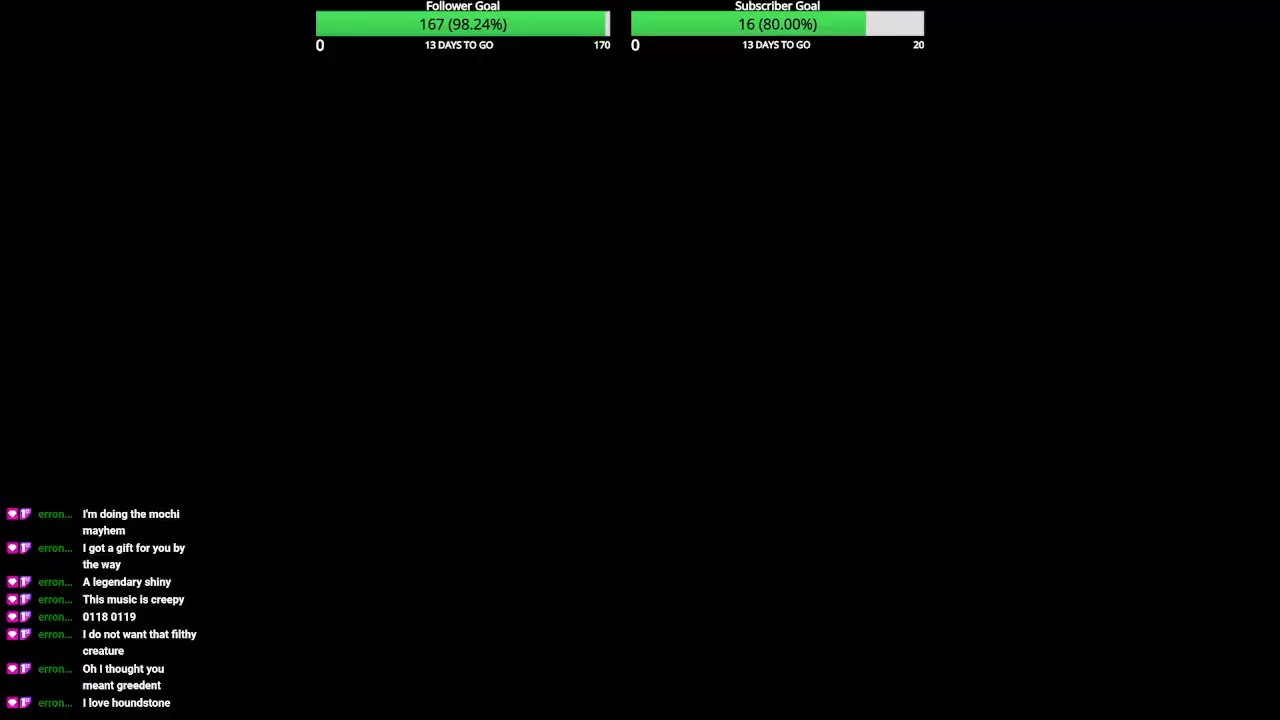 Follower Goal
167 (98.24%)
0 13 DAYS TO GO 170
Subscriber Goal
16 (80.00%)
0 13 DAYS TO GO 20
erron... I'm doing the mochi
mayhem
erron... I got a gift for you by
the way
erron... A legendary shiny
erron... This music is creepy
erron... 0118 0119
erron... I do not want that filthy
creature
erron... Oh I thought you
meant greedent
erron... I love houndstone